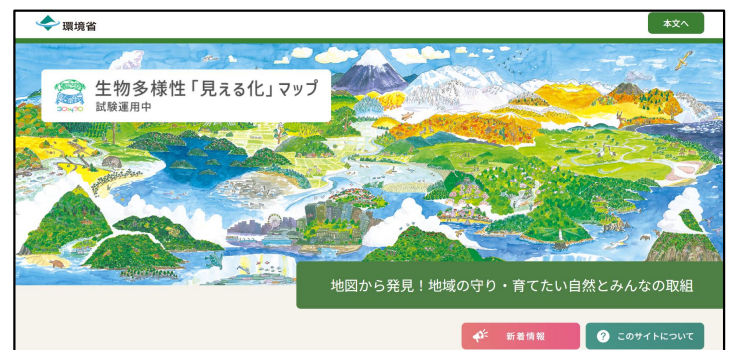 環境省
本文へ
生物多様性「見える化」マップ
試験運用中
地図から発見！地域の守り・育てたい自然とみんなの取組
新着情報
? このサイトについて